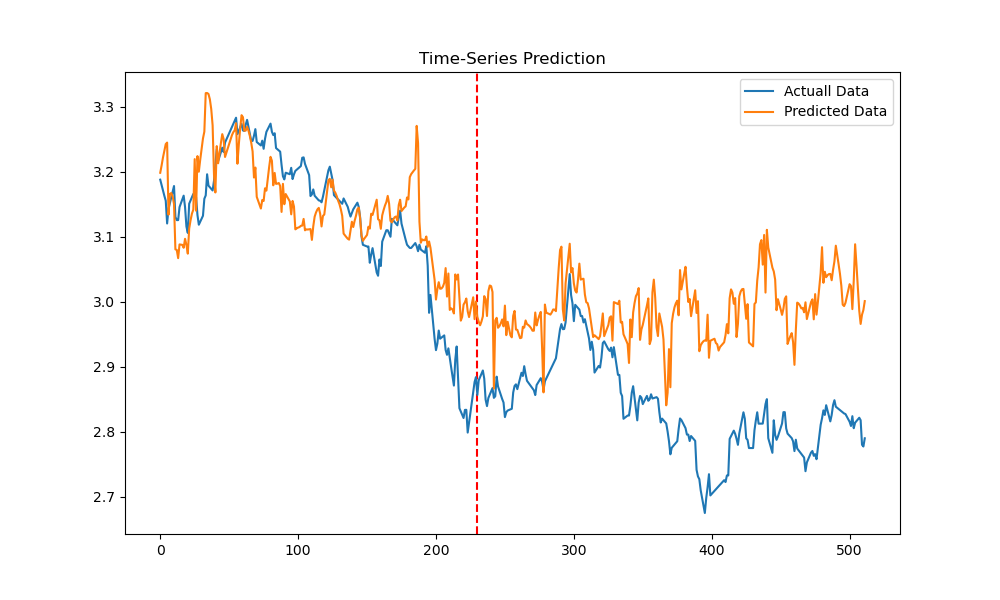 Time-Series Prediction
Actuall Data
Predicted Data
3.3
3.2
3.1
3.0
2.9
2.8
2.7
0 100 200 300 400 500